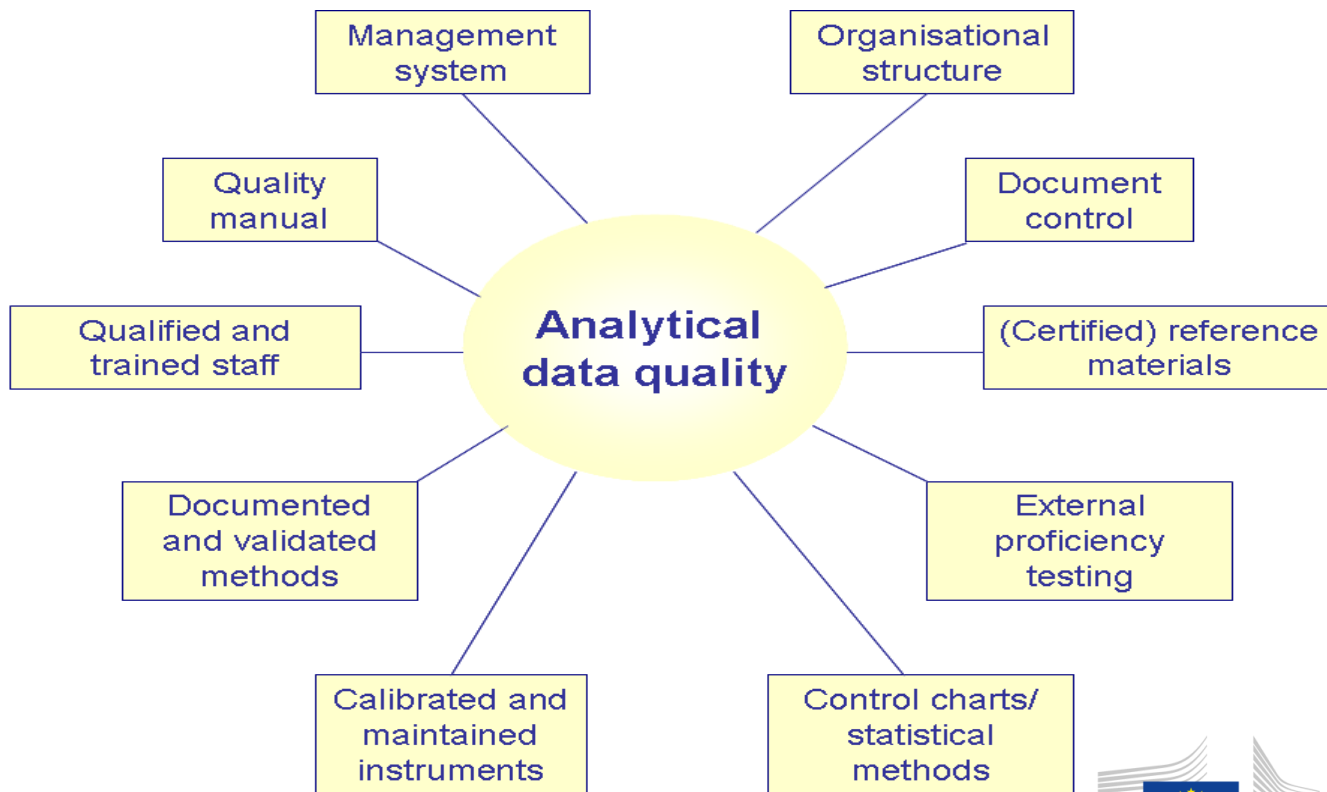 Management
system
Organisational
structure
Quality
manual
Document
control
Qualified and
trained staff
Analytical
data quality
(Certified) reference
materials
Documented
and validated
methods
External
proficiency
testing
Calibrated and
maintained
instruments
Control charts/
statistical
methods